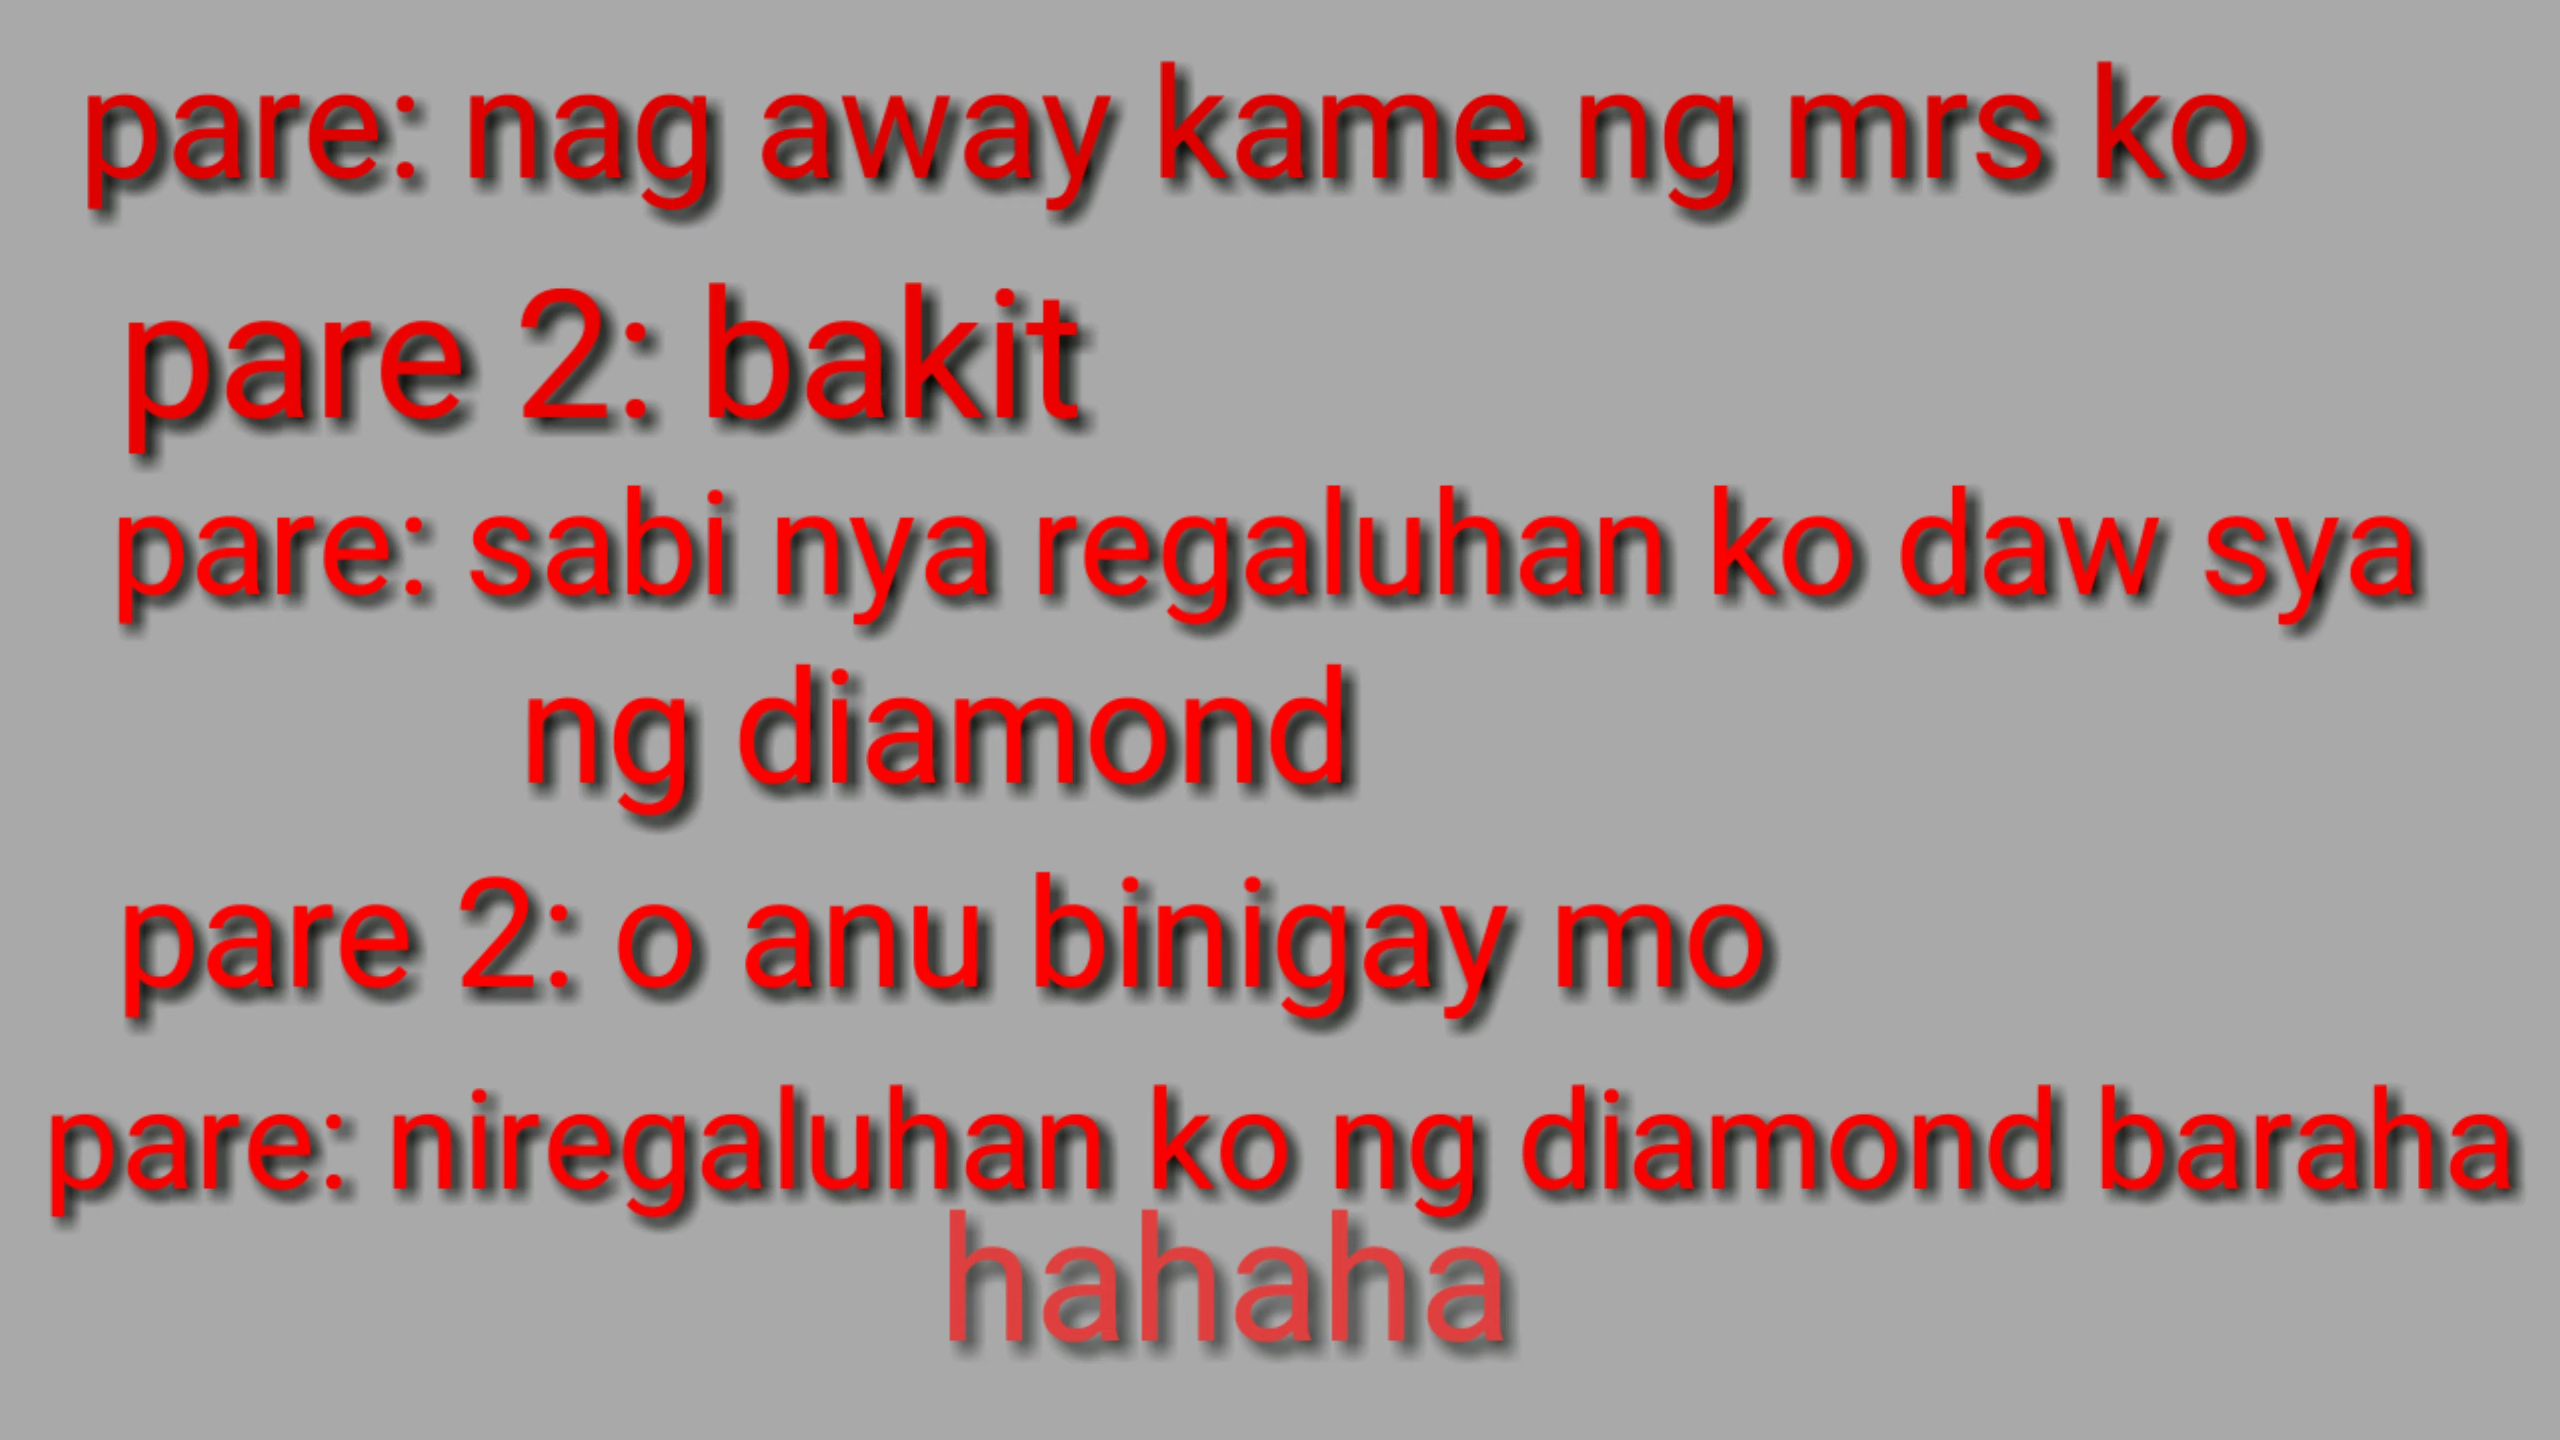 pare: nag away kame ng mrs ko
pare 2: bakit
pare: sabi nya regaluhan ko daw sya
ng diamond
pare 2: o anu binigay mo
pare: niregaluhan ko ng diamond baraha
hahaha